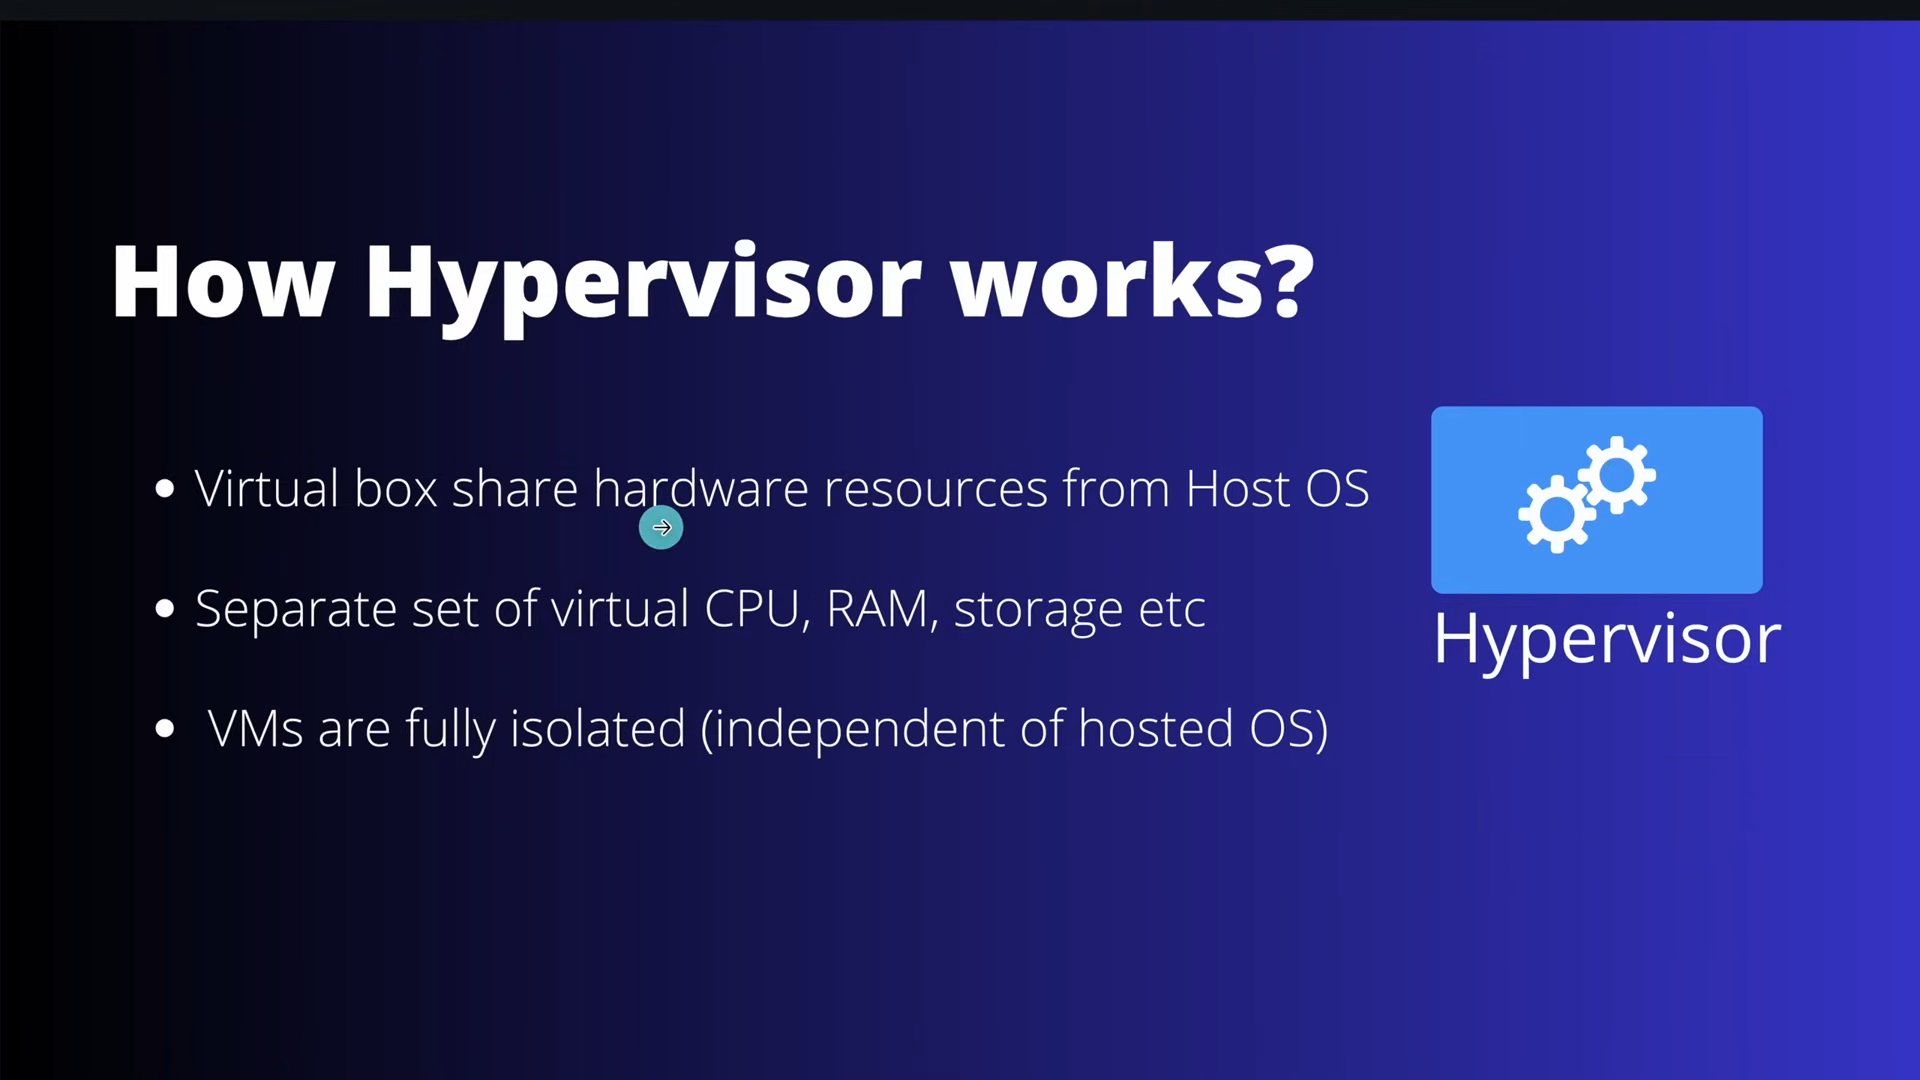 How Hypervisor works?
• Virtual box share hardware resources from Host OS
• Separate set of virtual CPU, RAM, storage etc
• VMs are fully isolated (independent of hosted OS)
Hypervisor